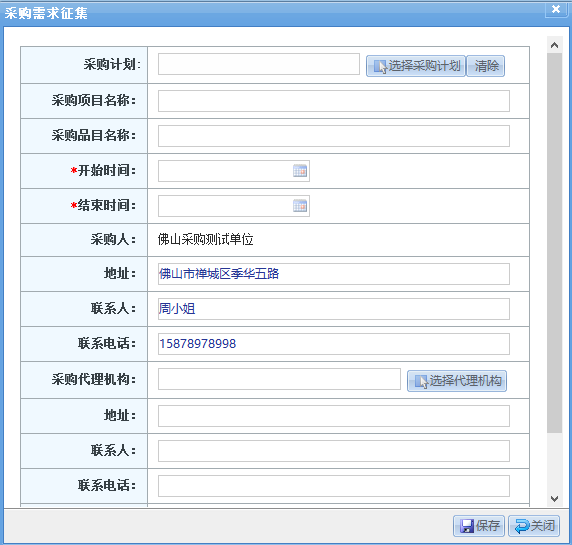 采购需求征集
采购计划: 选择采购计划 清除
采购项目名称:
采购品目名称:
*开始时间:
*结束时间:
采购人: 佛山采购测试单位
地址: 佛山市禅城区季华五路
联系人: 周小姐
联系电话: 15878978998
采购代理机构: 选择代理机构
地址:
联系人:
联系电话:
保存 关闭